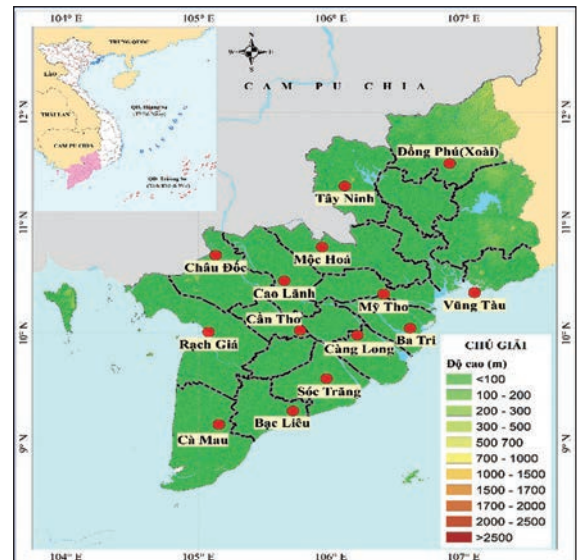 104° E 105° E 106° E 107° E
TRUNG QUỐC
LÀO
THÁI LAN
CAM PU CHIA
N
W E
S
CAM PU CHIA
12° N
11° N
10° N
9° N
Đồng Phú(Xoài)
Tây Ninh
Mộc Hoá
Châu Đốc
Cao Lãnh
Mỹ Tho
Vũng Tàu
Cần Thơ
Rạch Giá
Càng Long
Ba Tri
Sóc Trăng
Bạc Liêu
Cà Mau
CHÚ GIẢI
Độ cao (m)
<100
100 - 200
200 - 300
300 - 500
500 700
700 - 1000
1000 - 1500
1500 - 1700
1700 - 2000
2000 - 2500
>2500
104° E 105° E 106° E 107° E